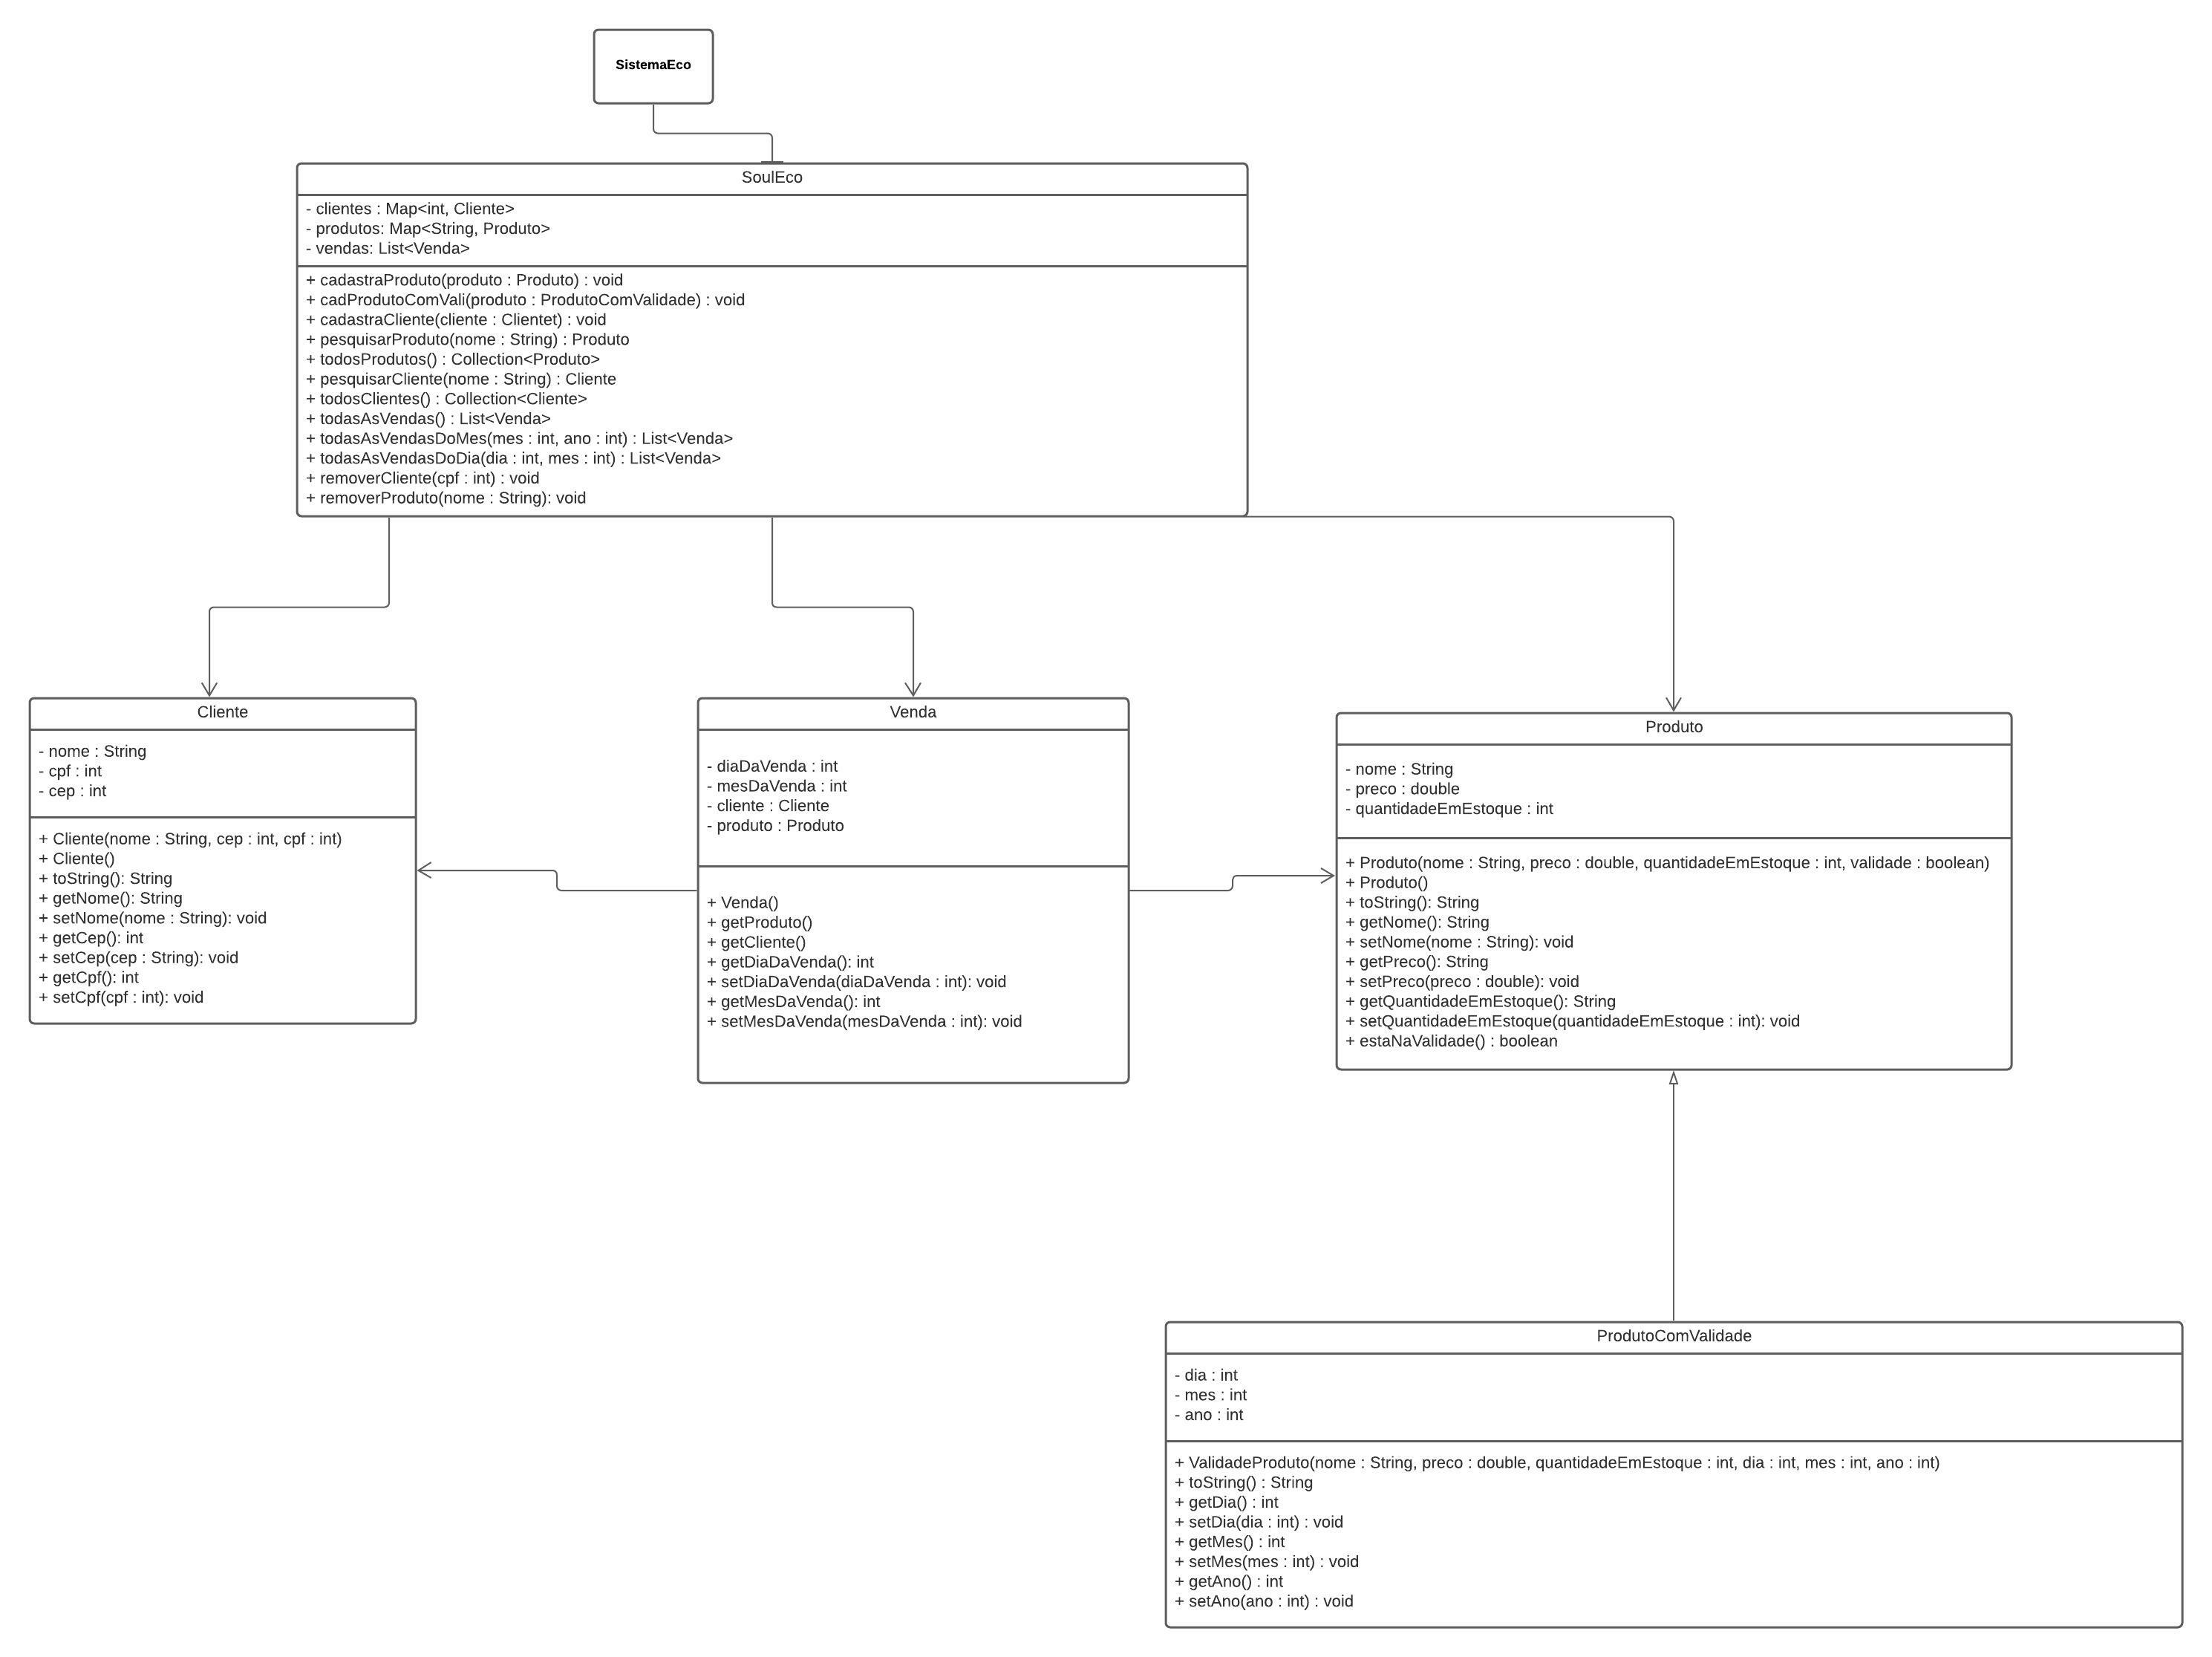 SistemaEco
SoulEco
- clientes : Map<int, Cliente>
- produtos: Map<String, Produto>
- vendas: List<Venda>
+ cadastraProduto(produto : Produto) : void
+ cadProdutoComVali(produto : ProdutoComValidade) : void
+ cadastraCliente(cliente : Clientet) : void
+ pesquisarProduto(nome : String) : Produto
+ todosProdutos() : Collection<Produto>
+ pesquisarCliente(nome : String) : Cliente
+ todosClientes() : Collection<Cliente>
+ todasAsVendas() : List<Venda>
+ todasAsVendasDoMes(mes : int, ano : int) : List<Venda>
+ todasAsVendasDoDia(dia : int, mes : int) : List<Venda>
+ removerCliente(cpf : int) : void
+ removerProduto(nome : String): void
Cliente
- nome : String
- cpf : int
- cep : int
+ Cliente(nome : String, cep : int, cpf : int)
+ Cliente()
+ toString(): String
+ getNome(): String
+ setNome(nome : String): void
+ getCep(): int
+ setCep(cep : String): void
+ getCpf(): int
+ setCpf(cpf : int): void
Venda
- diaDaVenda : int
- mesDaVenda : int
- cliente : Cliente
- produto : Produto
+ Venda()
+ getProduto()
+ getCliente()
+ getDiaDaVenda(): int
+ setDiaDaVenda(diaDaVenda : int): void
+ getMesDaVenda(): int
+ setMesDaVenda(mesDaVenda : int): void
Produto
- nome : String
- preco : double
- quantidadeEmEstoque : int
+ Produto(nome : String, preco : double, quantidadeEmEstoque : int, validade : boolean)
+ Produto()
+ toString(): String
+ getNome(): String
+ setNome(nome : String): void
+ getPreco(): String
+ setPreco(preco : double): void
+ getQuantidadeEmEstoque(): String
+ setQuantidadeEmEstoque(quantidadeEmEstoque : int): void
+ estaNaValidade() : boolean
ProdutoComValidade
- dia : int
- mes : int
- ano : int
+ ValidadeProduto(nome : String, preco : double, quantidadeEmEstoque : int, dia : int, mes : int, ano : int)
+ toString() : String
+ getDia() : int
+ setDia(dia : int) : void
+ getMes() : int
+ setMes(mes : int) : void
+ getAno() : int
+ setAno(ano : int) : void